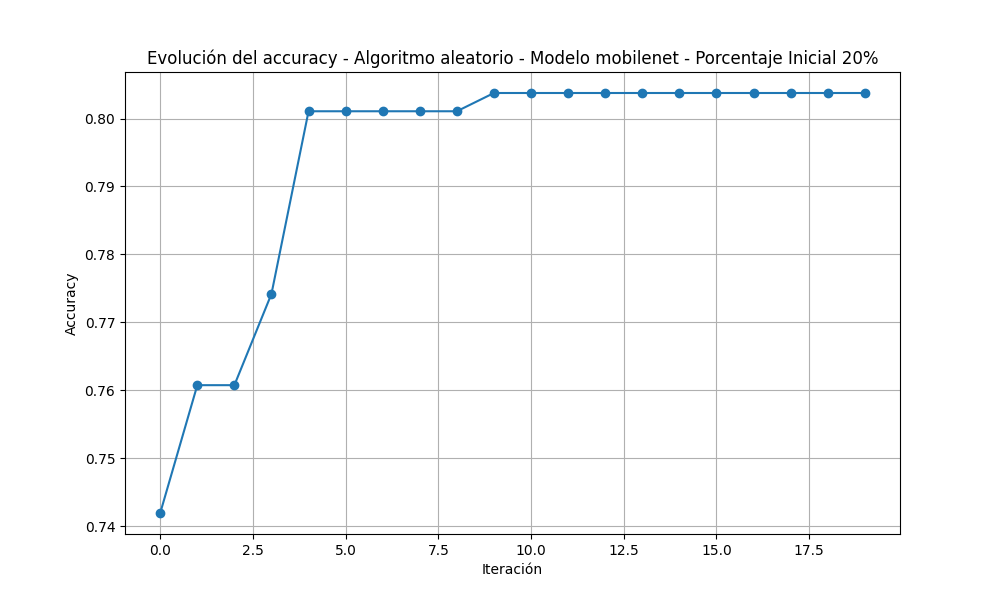 Evolución del accuracy - Algoritmo aleatorio - Modelo mobilenet - Porcentaje Inicial 20%
Accuracy
0.80
0.79
0.78
0.77
0.76
0.75
0.74
0.0 2.5 5.0 7.5 10.0 12.5 15.0 17.5
Iteración